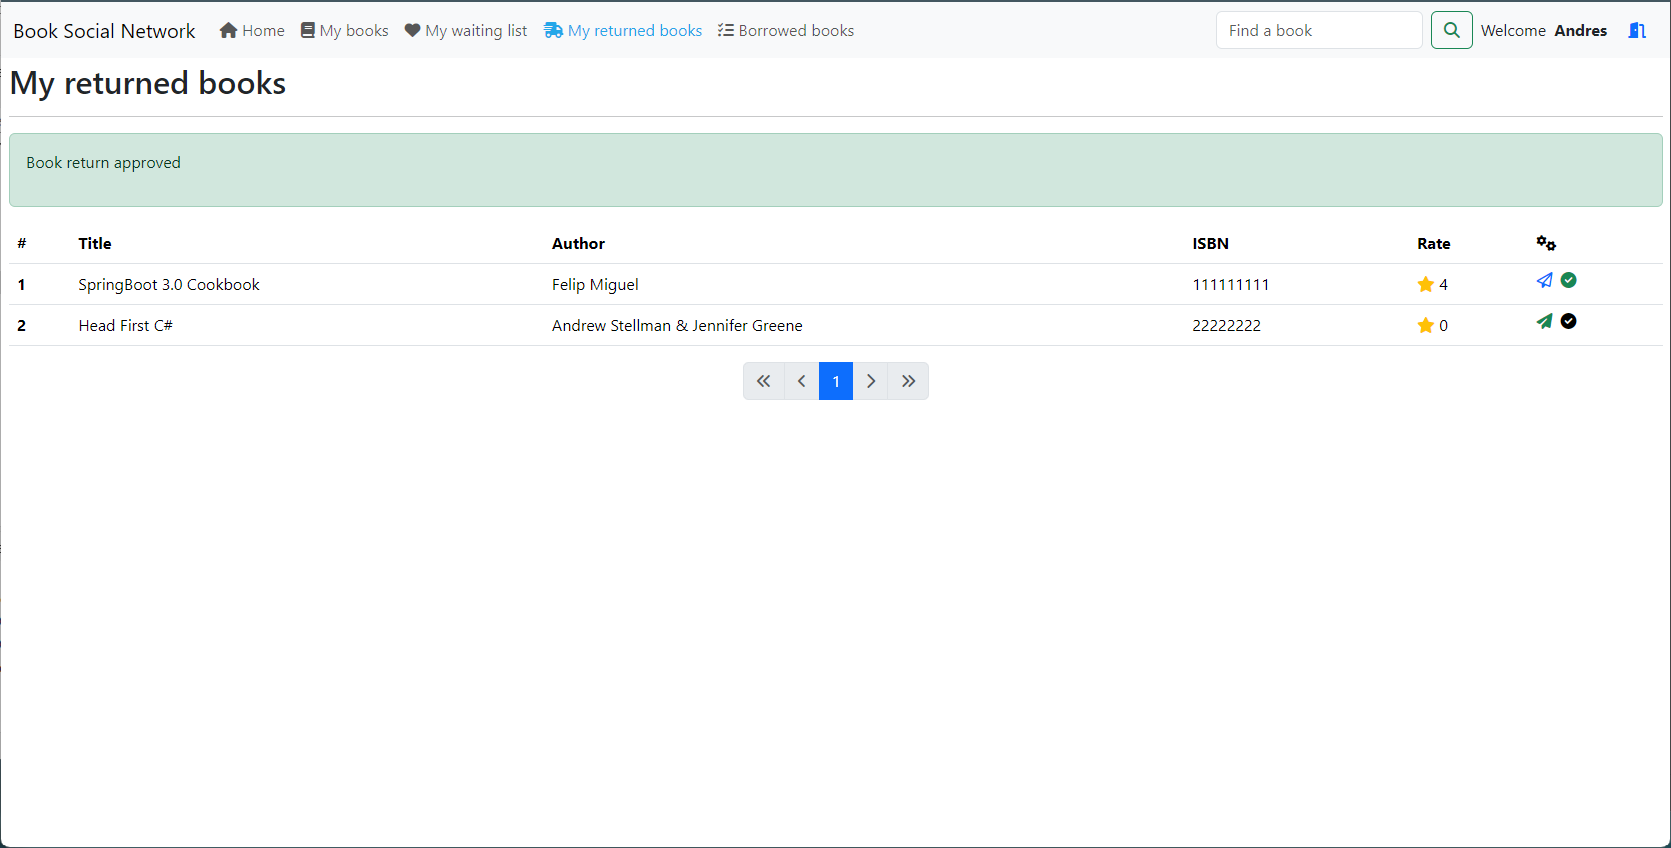 Book Social Network Home My books My waiting list My returned books Borrowed books Find a book Welcome Andres
My returned books
Book return approved
# Title Author ISBN Rate
1 SpringBoot 3.0 Cookbook Felip Miguel 111111111 4
2 Head First C# Andrew Stellman & Jennifer Greene 22222222 0
« ‹ 1 › »